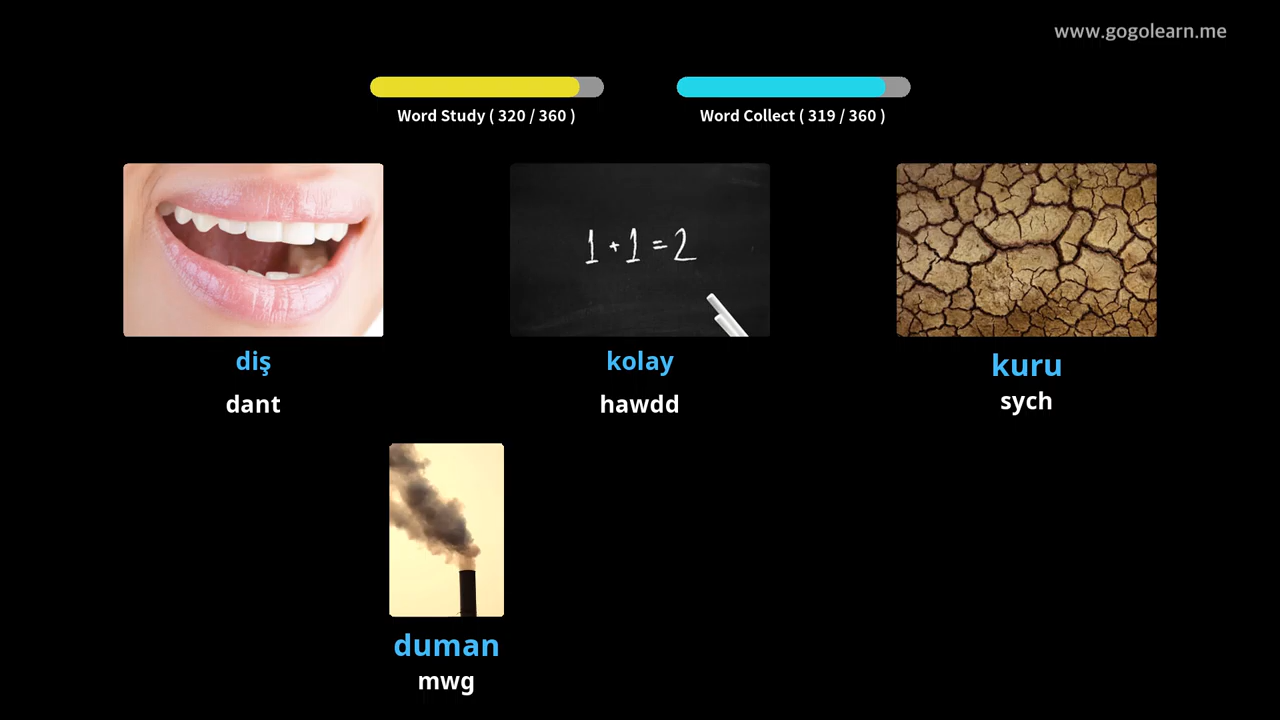 www.gogolearn.me
Word Study ( 320 / 360 )
Word Collect ( 319 / 360 )
1 + 1 = 2
diş
kolay
kuru
dant
hawdd
sych
duman
mwg